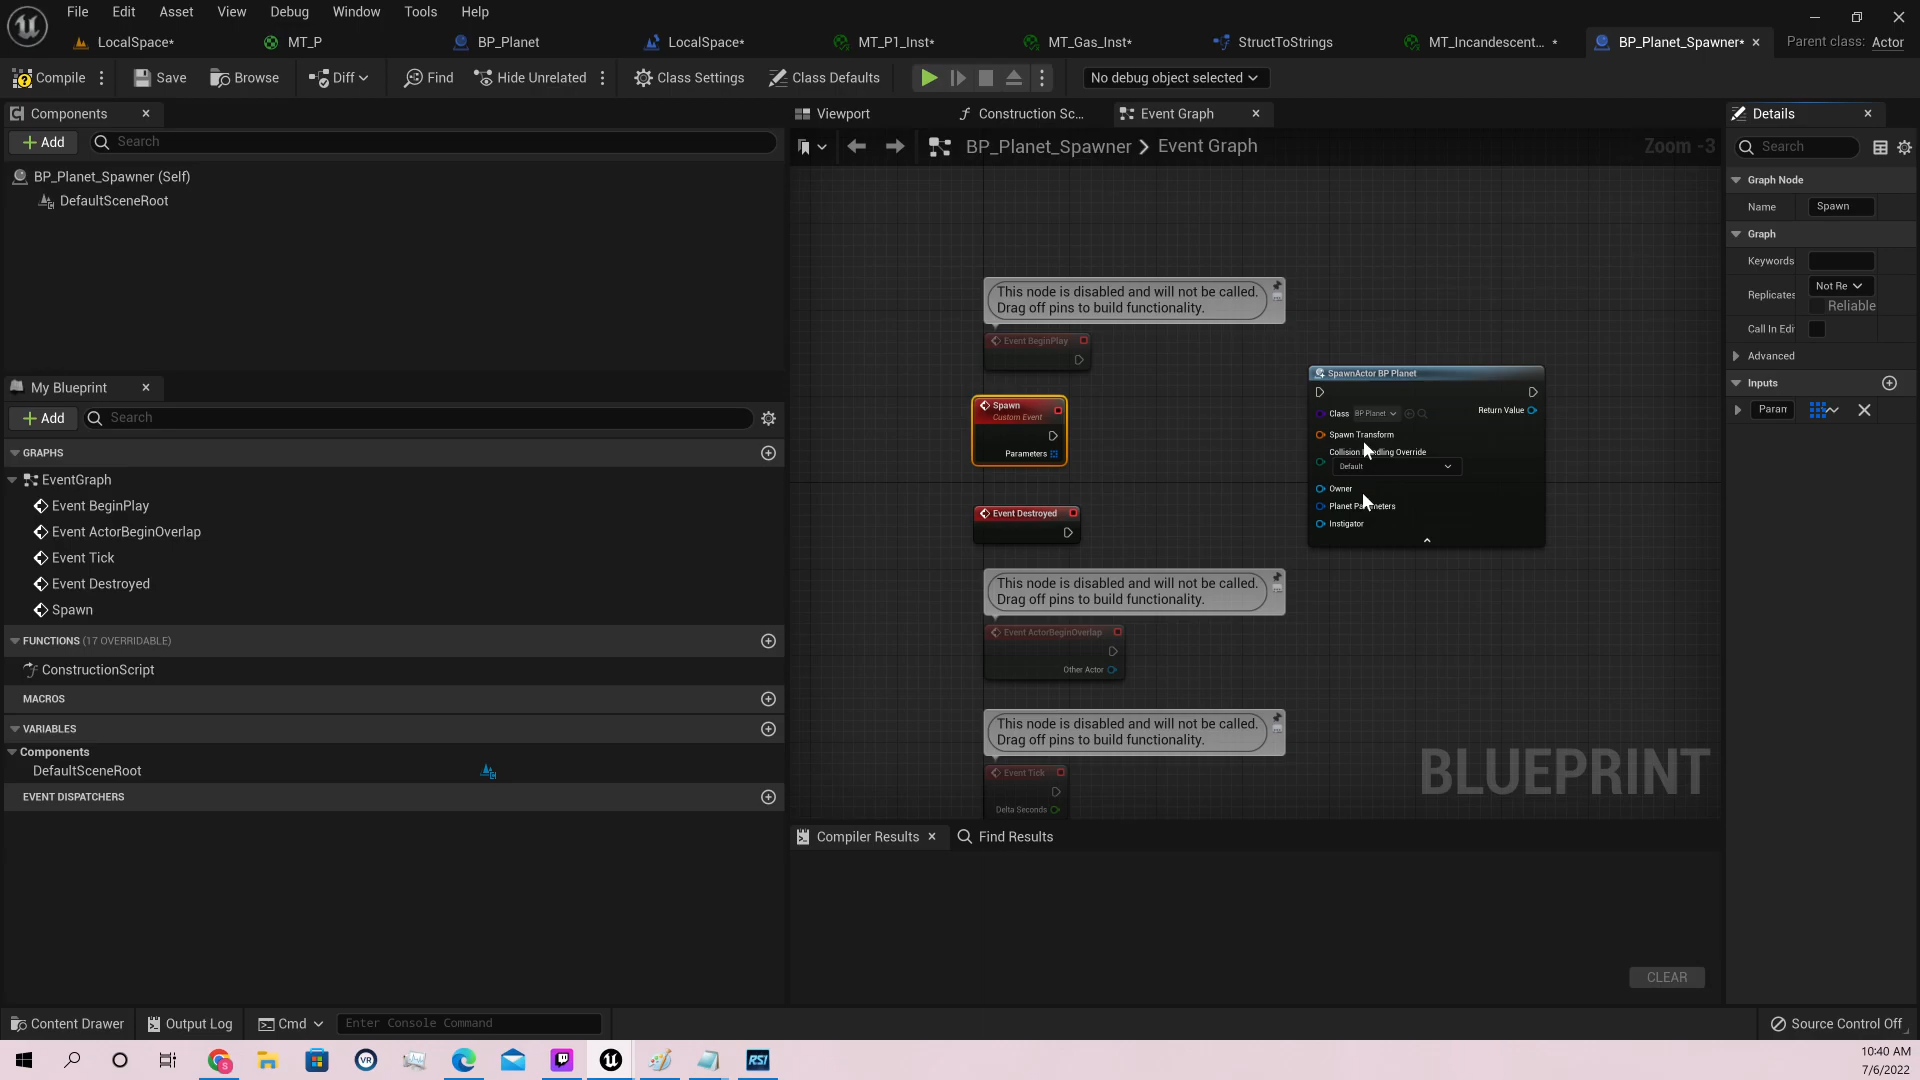 File Edit Asset View Debug Window Tools Help
LocalSpace* MT_P BP_Planet LocalSpace* MT_P1_Inst* MT_Gas_Inst* StructToStrings MT_Incandescent... * BP_Planet_Spawner* Parent class: Actor
Compile Save Browse Diff Find Hide Unrelated Class Settings Class Defaults No debug object selected
Components
Add Search
BP_Planet_Spawner (Self)
DefaultSceneRoot
My Blueprint
Add Search
GRAPHS
EventGraph
Event BeginPlay
Event ActorBeginOverlap
Event Tick
Event Destroyed
Spawn
FUNCTIONS (17 OVERRIDABLE)
ConstructionScript
MACROS
VARIABLES
Components
DefaultSceneRoot
EVENT DISPATCHERS
Viewport Construction Sc... Event Graph
BP_Planet_Spawner > Event Graph Zoom -3
This node is disabled and will not be called.
Drag off pins to build functionality.
Event BeginPlay
Spawn
Custom Event
Parameters
Event Destroyed
This node is disabled and will not be called.
Drag off pins to build functionality.
Event ActorBeginOverlap
Other Actor
This node is disabled and will not be called.
Drag off pins to build functionality.
Event Tick
Delta Seconds
SpawnActor BP Planet
Class BP Planet Return Value
Spawn Transform
Collision Handling Override
Default
Owner
Planet Parameters
Instigator
BLUEPRINT
Compiler Results Find Results
CLEAR
Details
Search
Graph Node
Name Spawn
Graph
Keywords
Replicates Not Re
Reliable
Call In Edi
Advanced
Inputs
Param
Content Drawer Output Log Cmd Enter Console Command Source Control Off
VR RSI
10:40 AM
7/6/2022